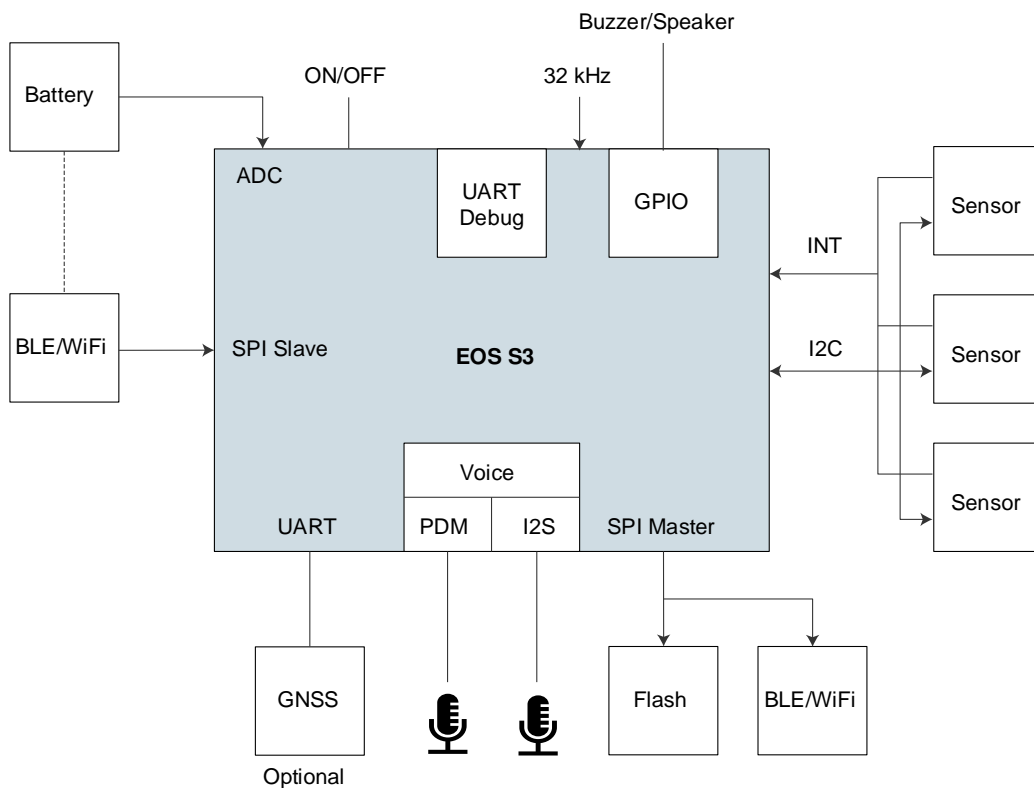 Buzzer/Speaker
ON/OFF
32 kHz
Battery
ADC
UART
Debug
GPIO
Sensor
INT
BLE/WiFi
SPI Slave
EOS S3
I2C
Sensor
Voice
Sensor
UART
PDM
I2S
SPI Master
GNSS
Flash
BLE/WiFi
Optional